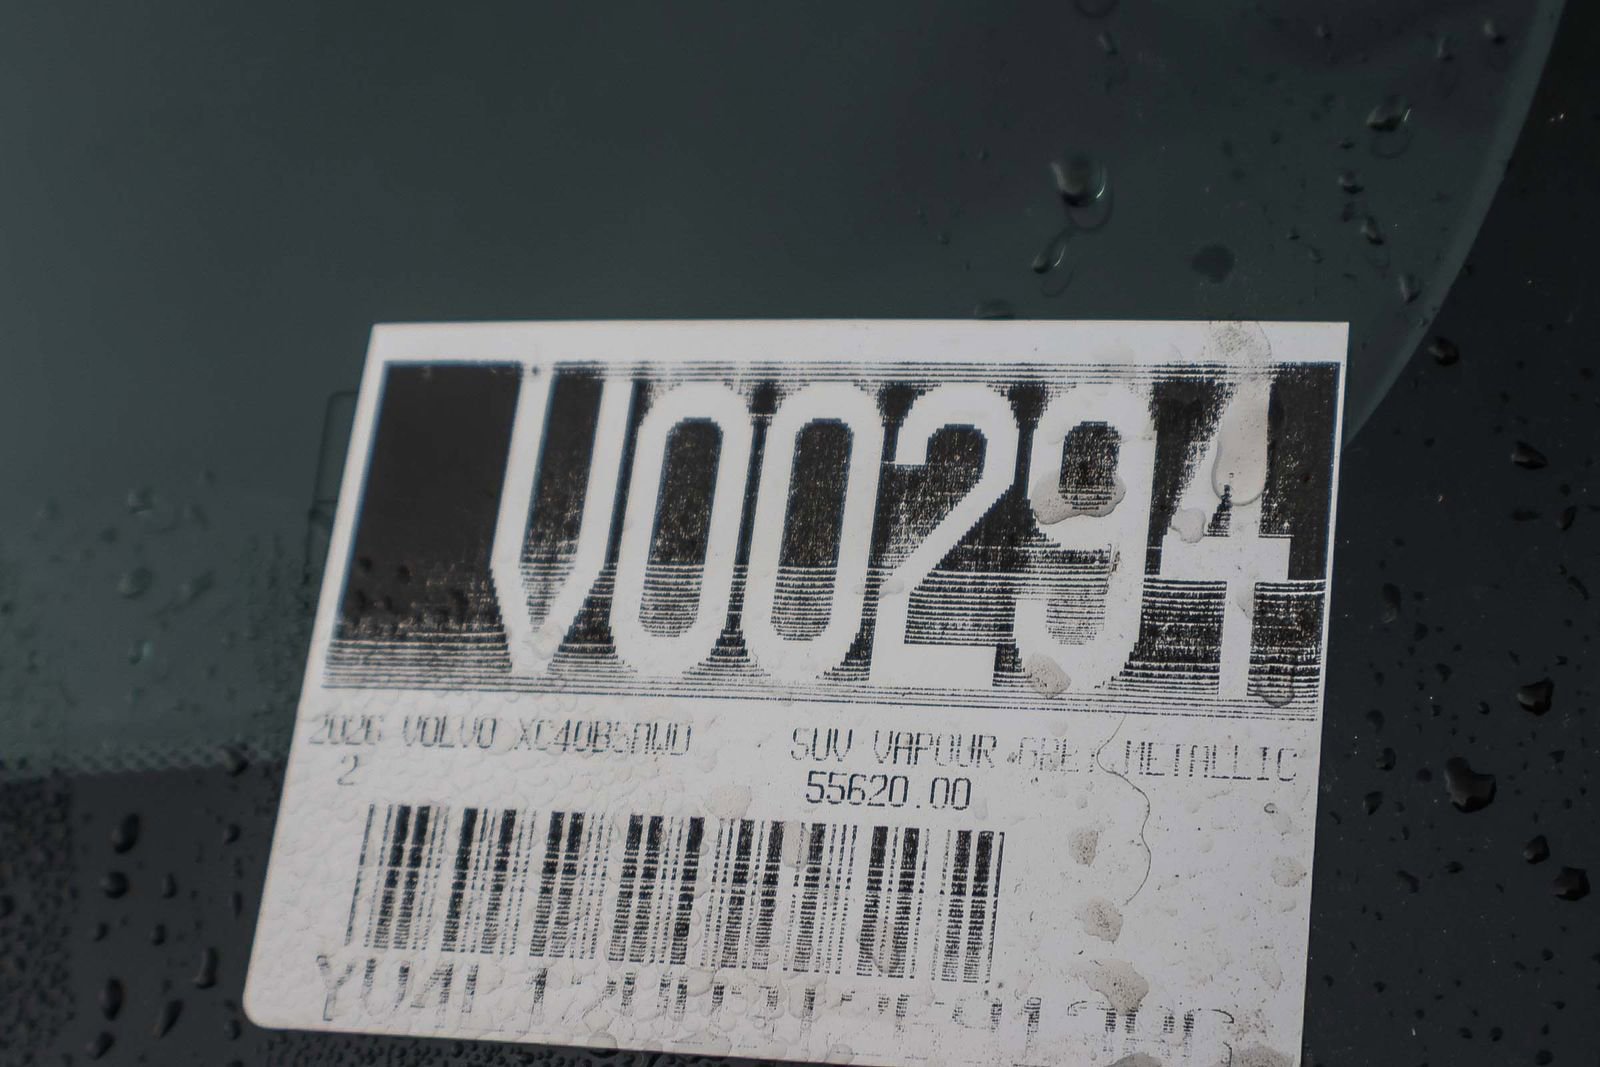 V00294
2026 VOLVO XC40B5AWD SUV VAPOUR GREY METALLIC
2 55620.00